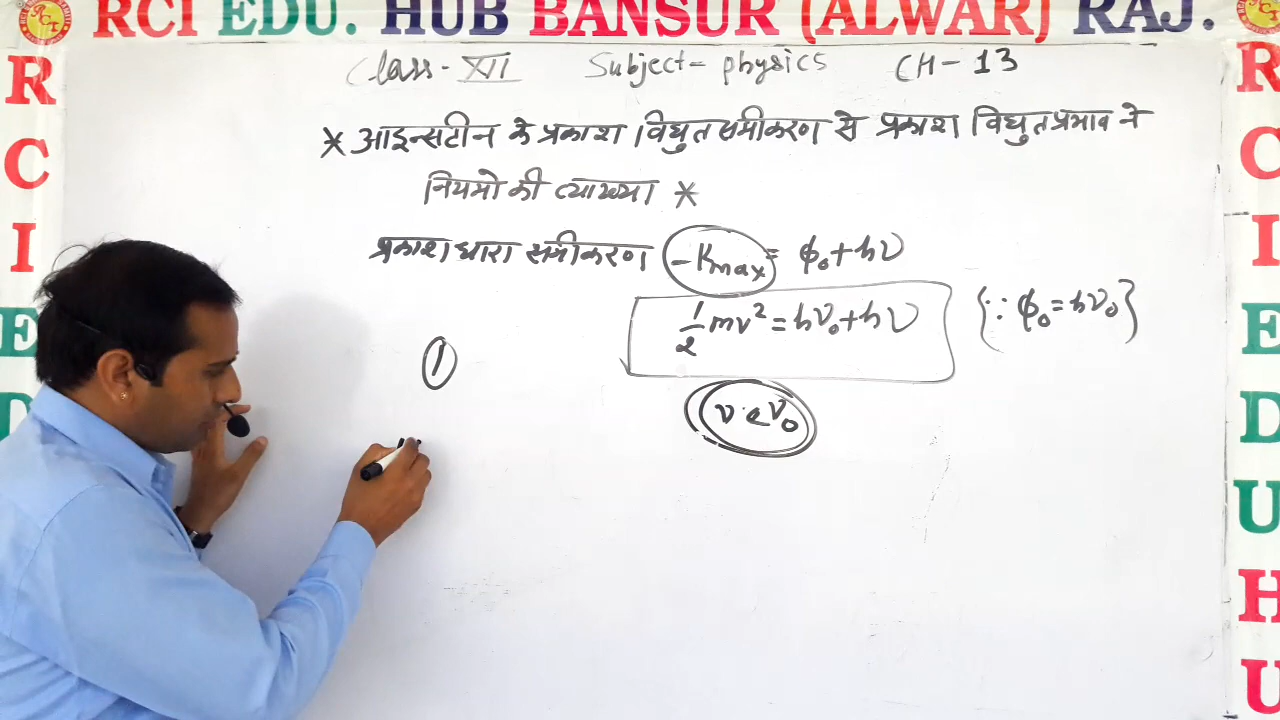 RCI EDU. HUB BANSUR (ALWAR) RAJ.
R C I E D
R C I E D U H U
Class - XII Subject - physics CH - 13
* आइन्सटीन के प्रकाश विधुत समीकरण से प्रकाश विधुत प्रभाव ने
नियमो की व्याख्या *
प्रकाश धारा समीकरण - Kmax = ϕ₀ + hν
½mv² = hν₀ + hν {∵ ϕ₀ = hν₀}
①